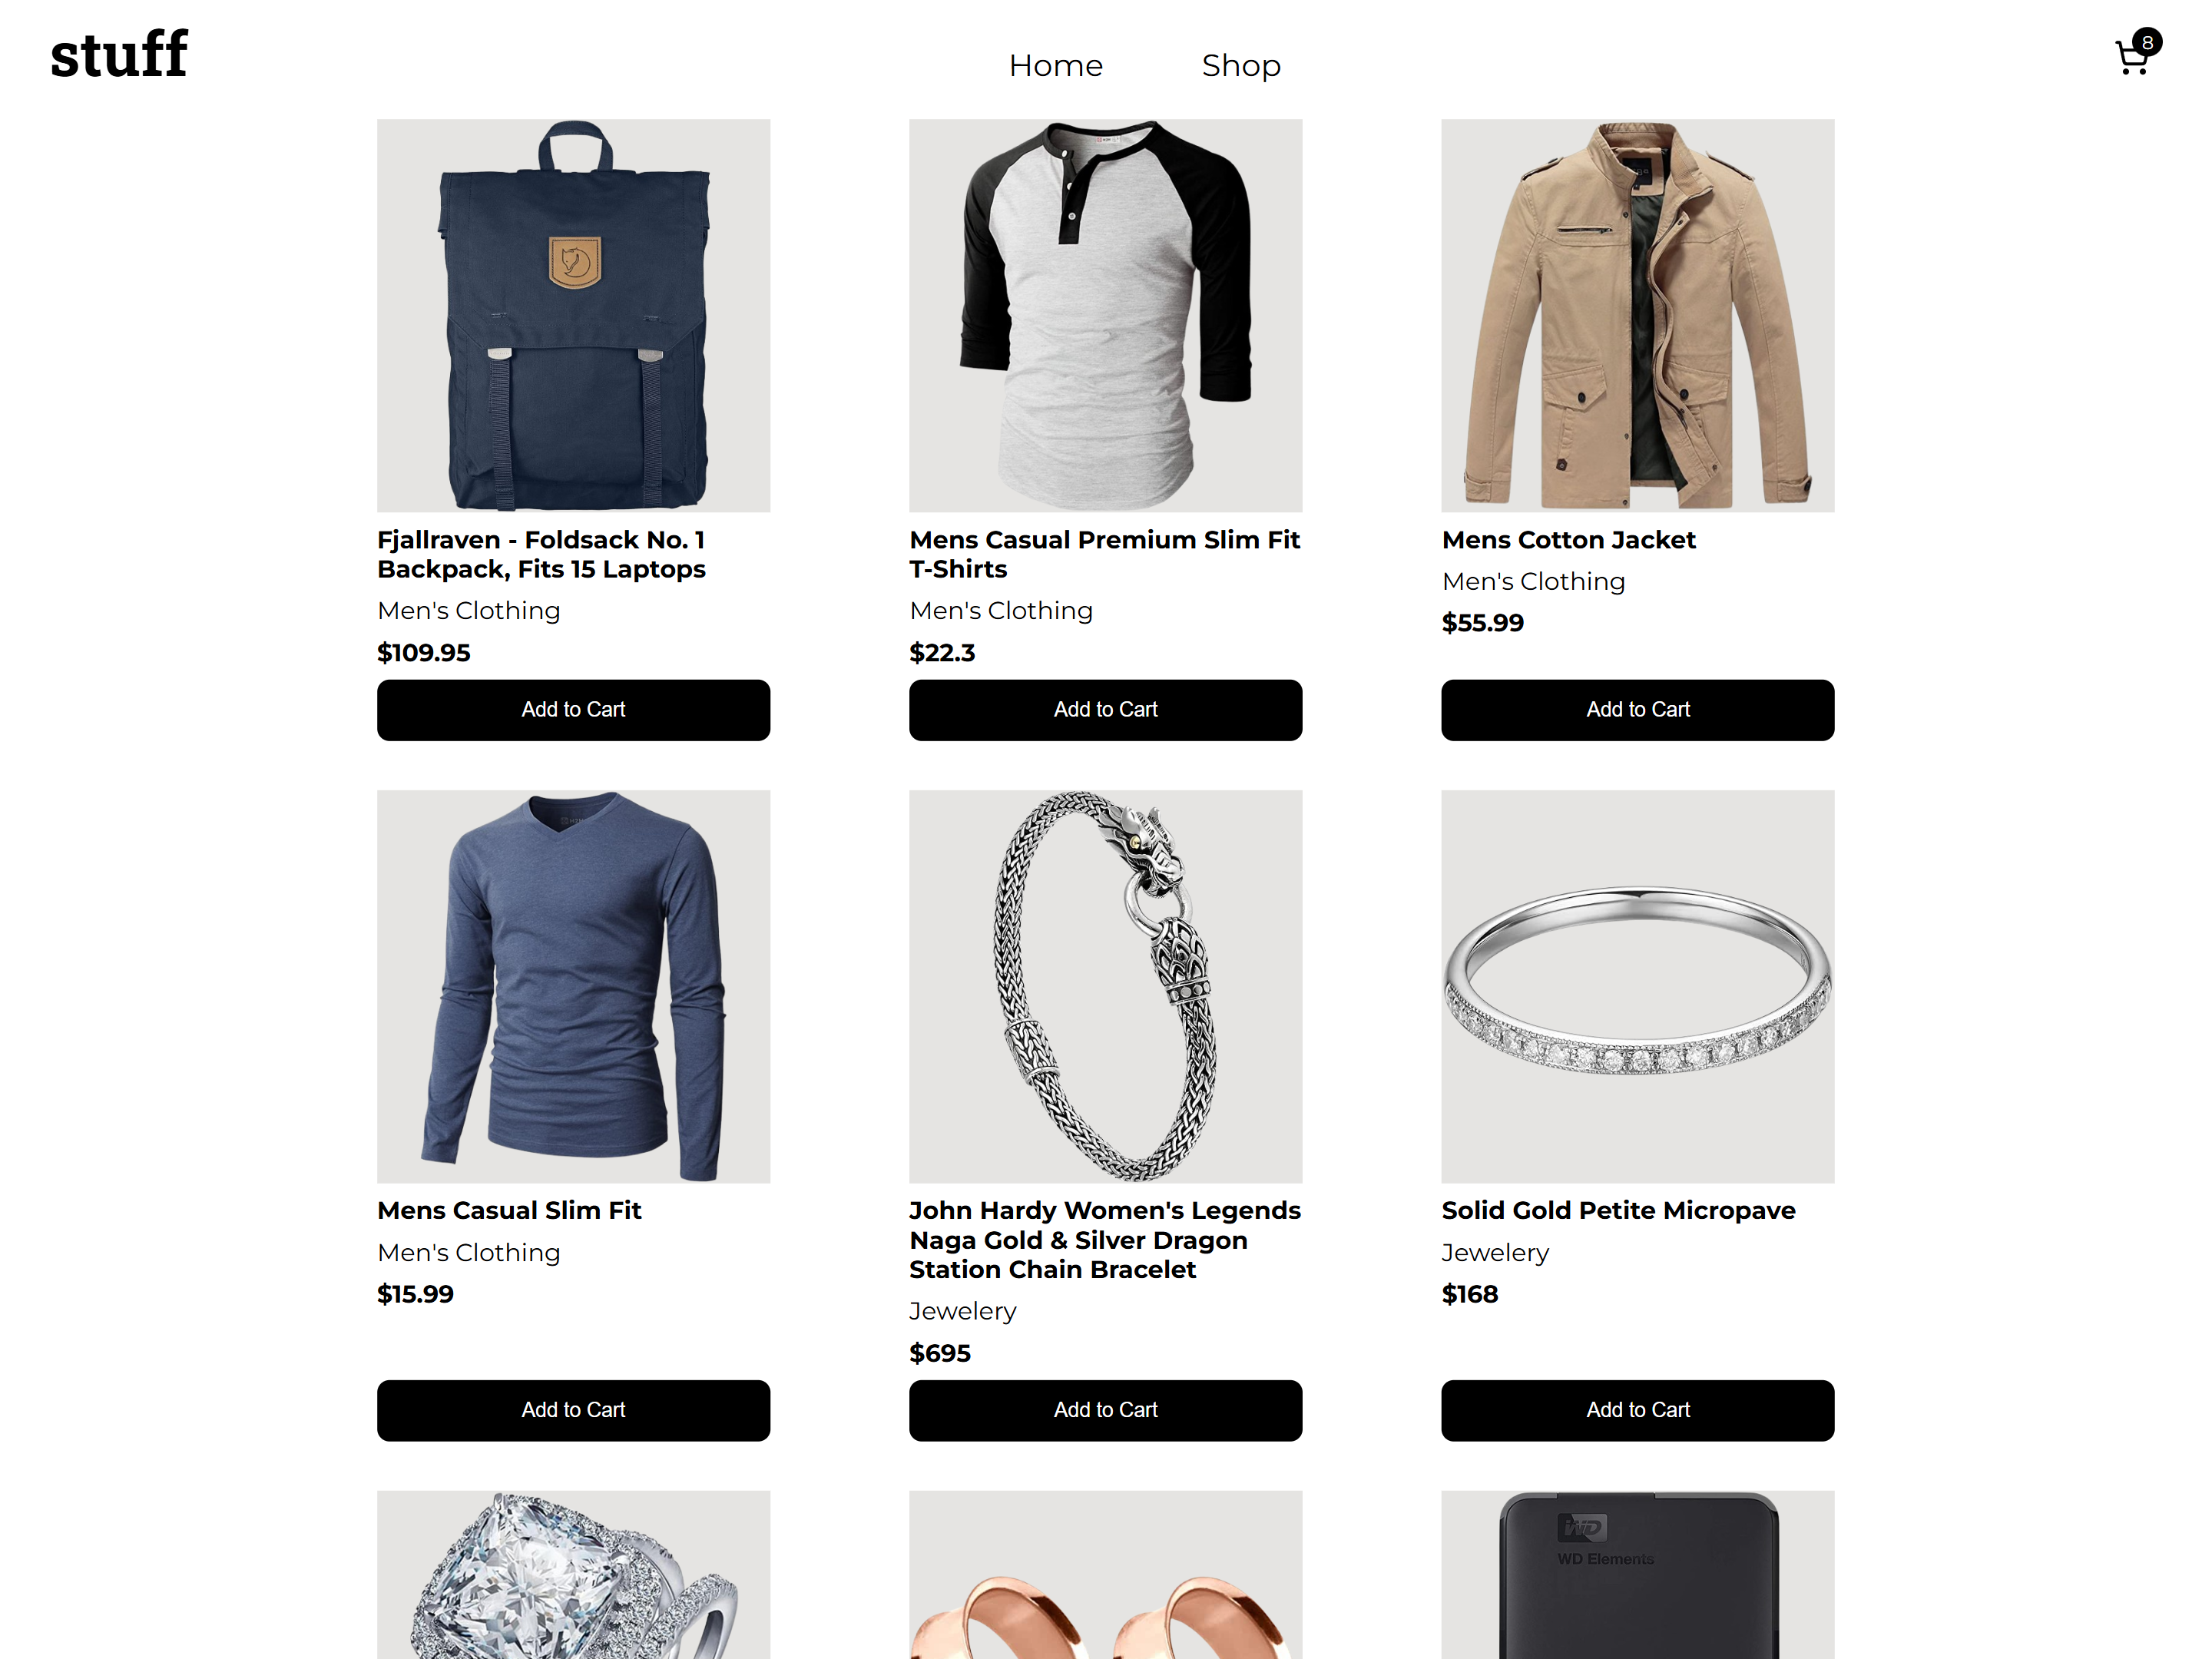 stuff
Home
Shop
8
Fjallraven - Foldsack No. 1
Backpack, Fits 15 Laptops
Men's Clothing
$109.95
Add to Cart
Mens Casual Premium Slim Fit
T-Shirts
Men's Clothing
$22.3
Add to Cart
Mens Cotton Jacket
Men's Clothing
$55.99
Add to Cart
Mens Casual Slim Fit
Men's Clothing
$15.99
Add to Cart
John Hardy Women's Legends
Naga Gold & Silver Dragon
Station Chain Bracelet
Jewelery
$695
Add to Cart
Solid Gold Petite Micropave
Jewelery
$168
Add to Cart
WD
WD Elements